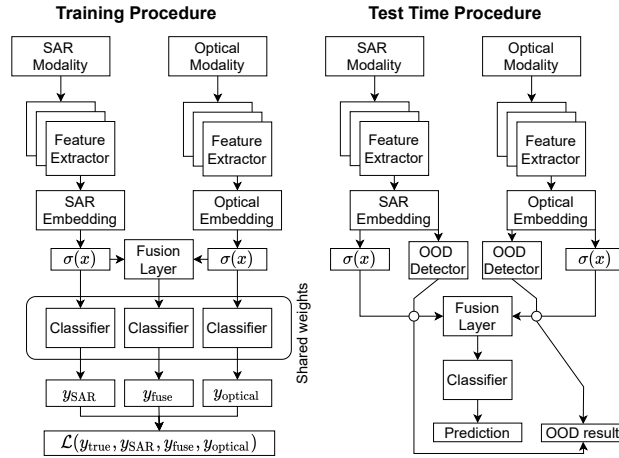 Training Procedure
SAR
Modality
Optical
Modality
Feature
Extractor
Feature
Extractor
SAR
Embedding
Optical
Embedding
σ(x)
Fusion
Layer
σ(x)
Classifier
Classifier
Classifier
Shared weights
y_SAR
y_fuse
y_optical
ℒ(y_true, y_SAR, y_fuse, y_optical)
Test Time Procedure
SAR
Modality
Optical
Modality
Feature
Extractor
Feature
Extractor
SAR
Embedding
Optical
Embedding
σ(x)
OOD
Detector
OOD
Detector
σ(x)
Fusion
Layer
Classifier
Prediction
OOD result